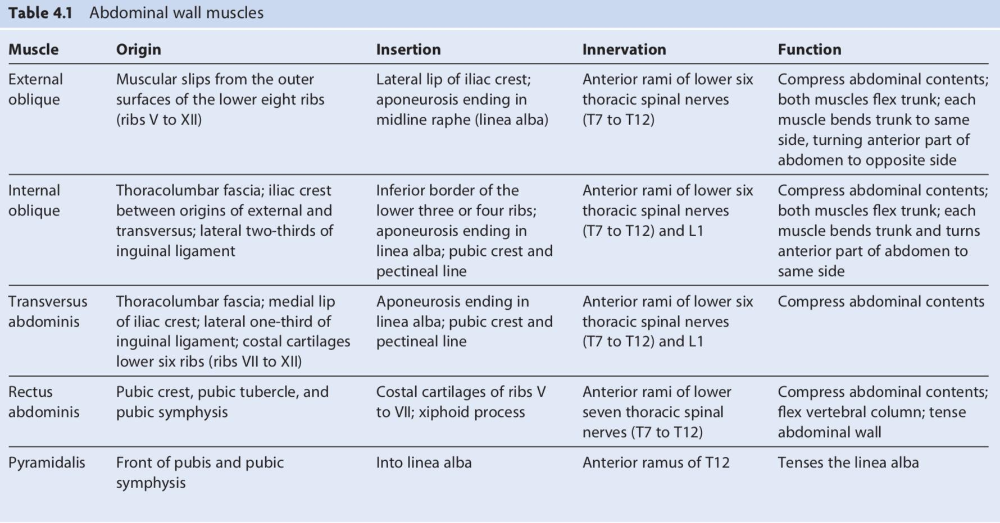 Table 4.1 Abdominal wall muscles
Muscle Origin Insertion Innervation Function
External Muscular slips from the outer Lateral lip of iliac crest; Anterior rami of lower six Compress abdominal contents;
oblique surfaces of the lower eight ribs aponeurosis ending in thoracic spinal nerves both muscles flex trunk; each
(ribs V to XII) midline raphe (linea alba) (T7 to T12) muscle bends trunk to same
side, turning anterior part of
abdomen to opposite side
Internal Thoracolumbar fascia; iliac crest Inferior border of the Anterior rami of lower six Compress abdominal contents;
oblique between origins of external and lower three or four ribs; thoracic spinal nerves both muscles flex trunk; each
transversus; lateral two-thirds of aponeurosis ending in (T7 to T12) and L1 muscle bends trunk and turns
inguinal ligament linea alba; pubic crest and anterior part of abdomen to
pectineal line same side
Transversus Thoracolumbar fascia; medial lip Aponeurosis ending in Anterior rami of lower six Compress abdominal contents
abdominis of iliac crest; lateral one-third of linea alba; pubic crest and thoracic spinal nerves
inguinal ligament; costal cartilages pectineal line (T7 to T12) and L1
lower six ribs (ribs VII to XII)
Rectus Pubic crest, pubic tubercle, and Costal cartilages of ribs V Anterior rami of lower Compress abdominal contents;
abdominis pubic symphysis to VII; xiphoid process seven thoracic spinal flex vertebral column; tense
nerves (T7 to T12) abdominal wall
Pyramidalis Front of pubis and pubic Into linea alba Anterior ramus of T12 Tenses the linea alba
symphysis